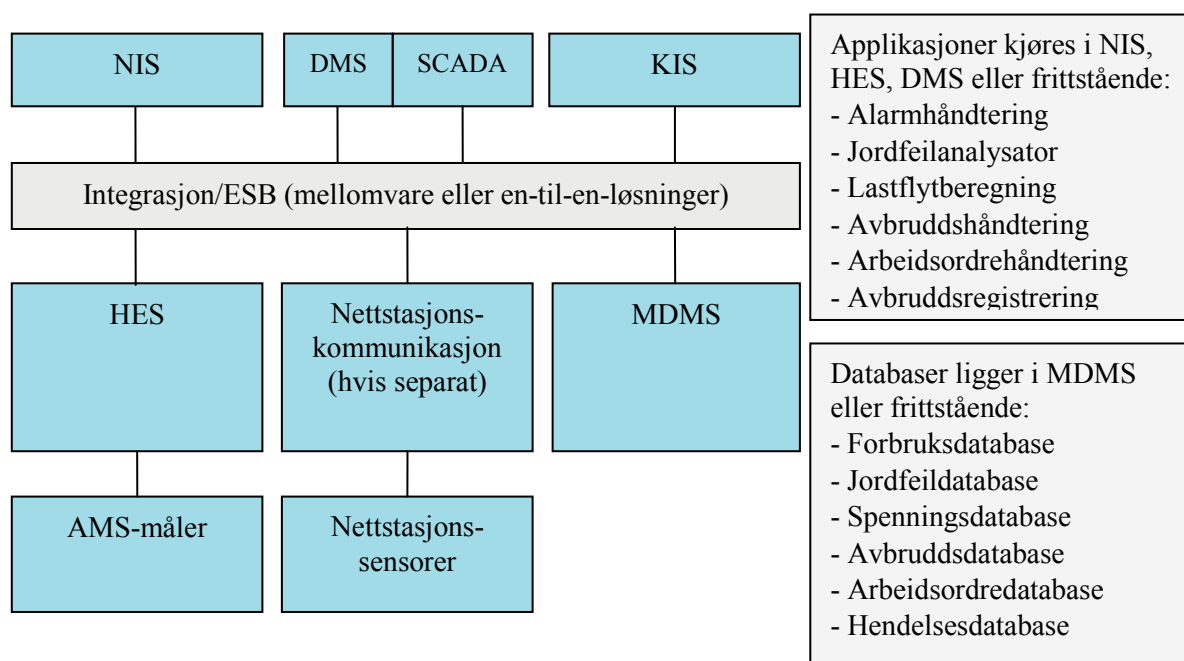 NIS
DMS
SCADA
KIS
Integrasjon/ESB (mellomvare eller en-til-en-løsninger)
HES
Nettstasjons-
kommunikasjon
(hvis separat)
MDMS
AMS-måler
Nettstasjons-
sensorer
Applikasjoner kjøres i NIS,
HES, DMS eller frittstående:
- Alarmhåndtering
- Jordfeilanalysator
- Lastflytberegning
- Avbruddshåndtering
- Arbeidsordrehåndtering
- Avbruddsregistrering
Databaser ligger i MDMS
eller frittstående:
- Forbruksdatabase
- Jordfeildatabase
- Spenningsdatabase
- Avbruddsdatabase
- Arbeidsordredatabase
- Hendelsesdatabase